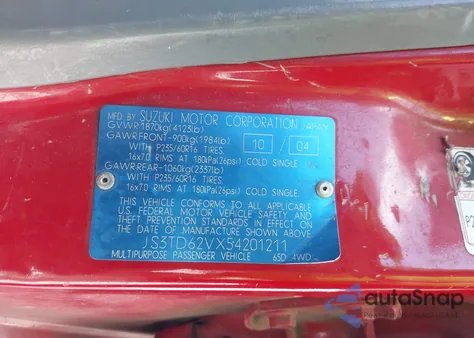 MFD. BY SUZUKI MOTOR CORPORATION JAPAN
GVWR 1870kg(4123lb)
GAWR FRONT-900kg(1984lb) 10 / 04
WITH P235/60R16 TIRES,
16x7.0 RIMS AT 180kPa(26psi) COLD SINGLE
GAWR REAR-1060kg(2337lb)
WITH P235/60R16 TIRES,
16x7.0 RIMS AT 180kPa(26psi) COLD SINGLE
THIS VEHICLE CONFORMS TO ALL APPLICABLE
U.S. FEDERAL MOTOR VEHICLE SAFETY AND
THEFT PREVENTION STANDARDS IN EFFECT ON
THE DATE OF MANUFACTURE SHOWN ABOVE
JS3TD62VX54201211
MULTIPURPOSE PASSENGER VEHICLE 65D 4WD
autoSnap